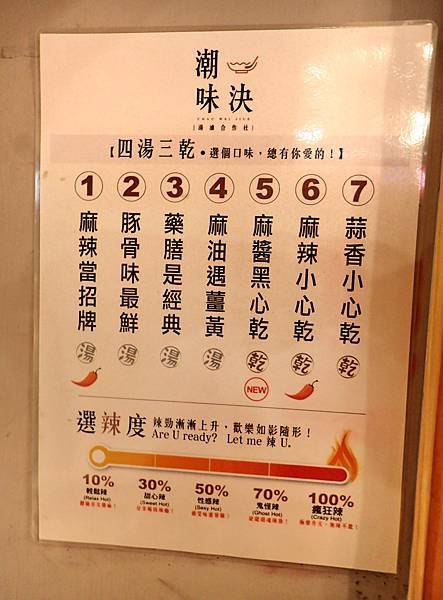 潮味決
CHAO WEI JUE
湯滷合作社
【四湯三乾・選個口味,總有你愛的!】
1 麻辣當招牌 湯
2 豚骨味最鮮 湯
3 藥膳是經典 湯
4 麻油遇薑黃 湯
5 麻醬黑心乾 乾 NEW
6 麻辣小心乾 乾
7 蒜香小心乾 乾
選辣度 辣勁漸漸上升,歡樂如影隨形!
Are U ready? Let me 辣 U.
10%
輕鬆辣
(Relax Hot)
30%
甜心辣
(Sweet Hot)
50%
性感辣
(Sexy Hot)
70%
鬼怪辣
(Ghost Hot)
100%
瘋狂辣
(Crazy Hot)